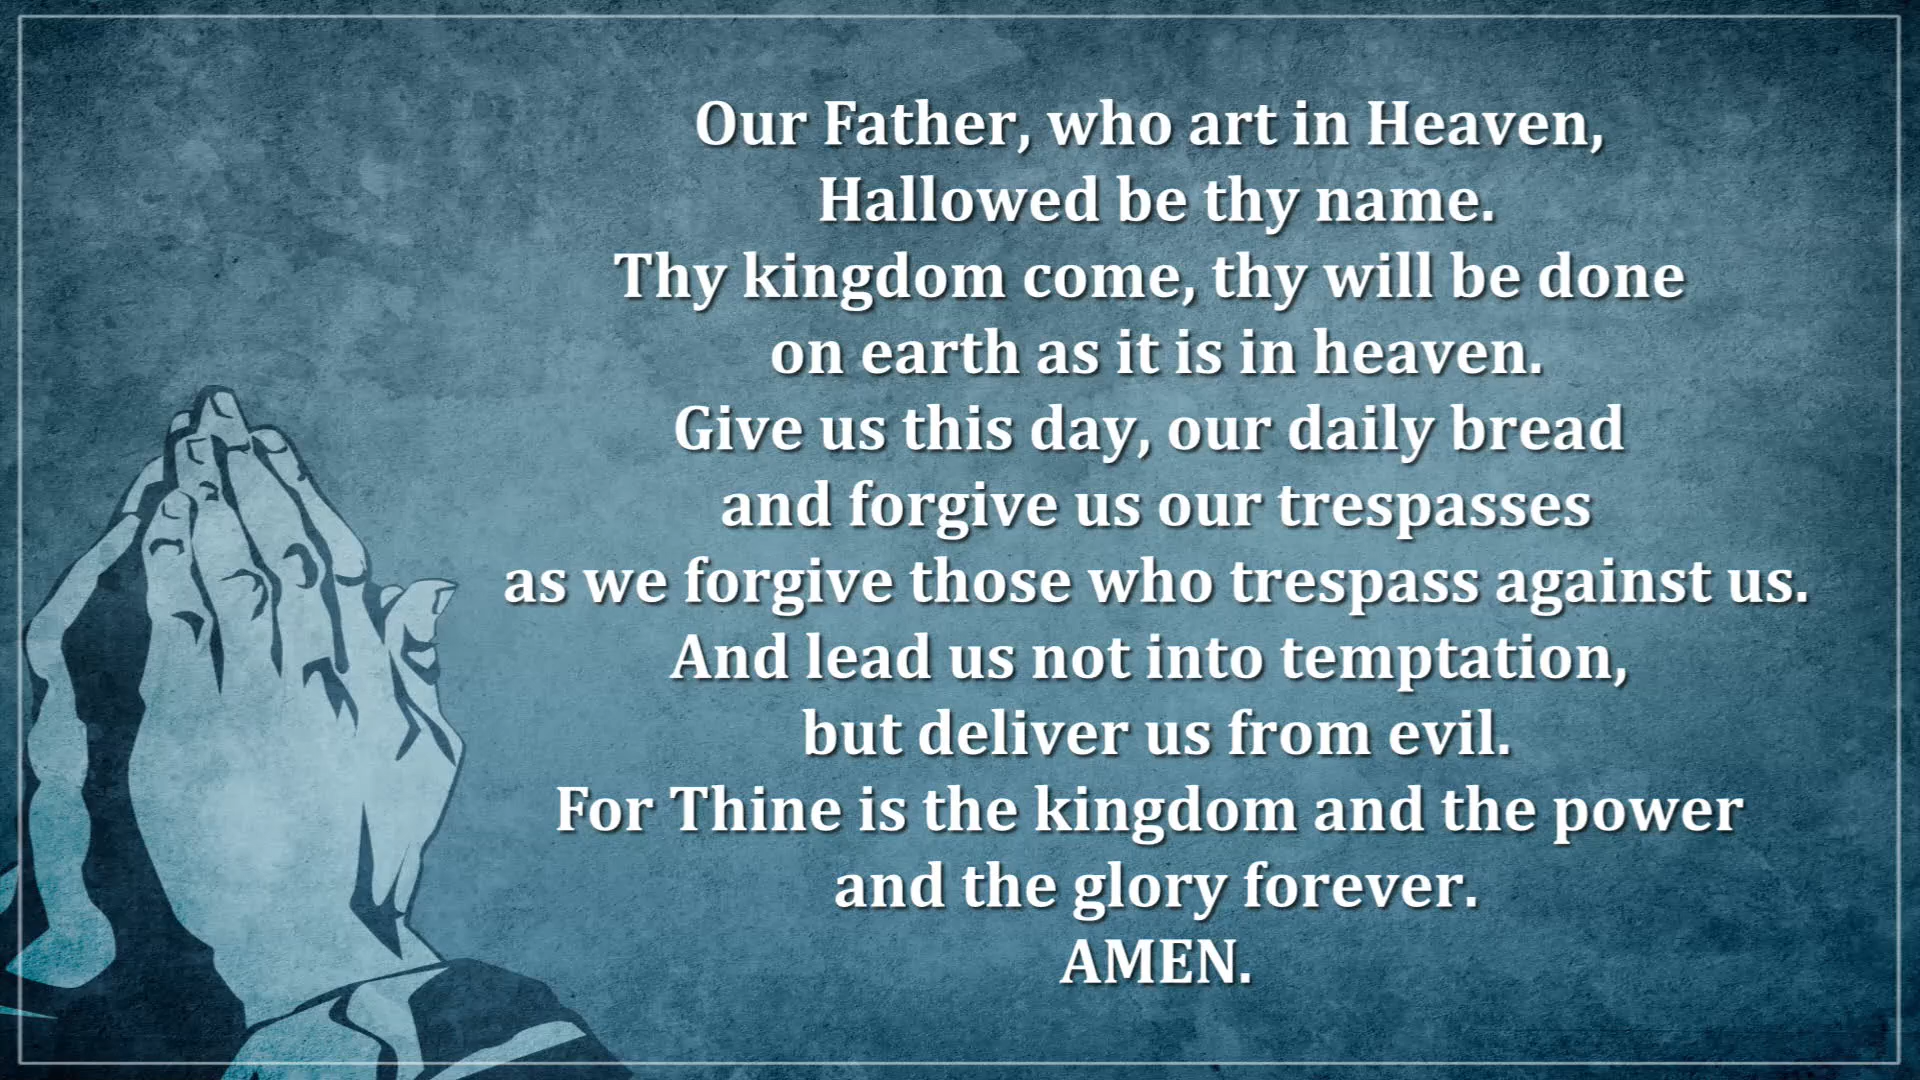 Our Father, who art in Heaven,
Hallowed be thy name.
Thy kingdom come, thy will be done
on earth as it is in heaven.
Give us this day, our daily bread
and forgive us our trespasses
as we forgive those who trespass against us.
And lead us not into temptation,
but deliver us from evil.
For Thine is the kingdom and the power
and the glory forever.
AMEN.